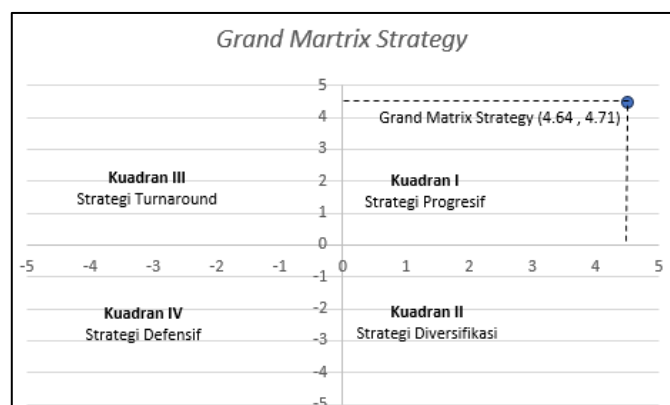 Grand Martrix Strategy
5
Grand Matrix Strategy (4.64 , 4.71)
4
3
Kuadran III
Strategi Turnaround
2
Kuadran I
Strategi Progresif
1
0
-5 -4 -3 -2 -1 0 1 2 3 4 5
-1
Kuadran IV
Strategi Defensif
-2
Kuadran II
Strategi Diversifikasi
-3
-4
-5